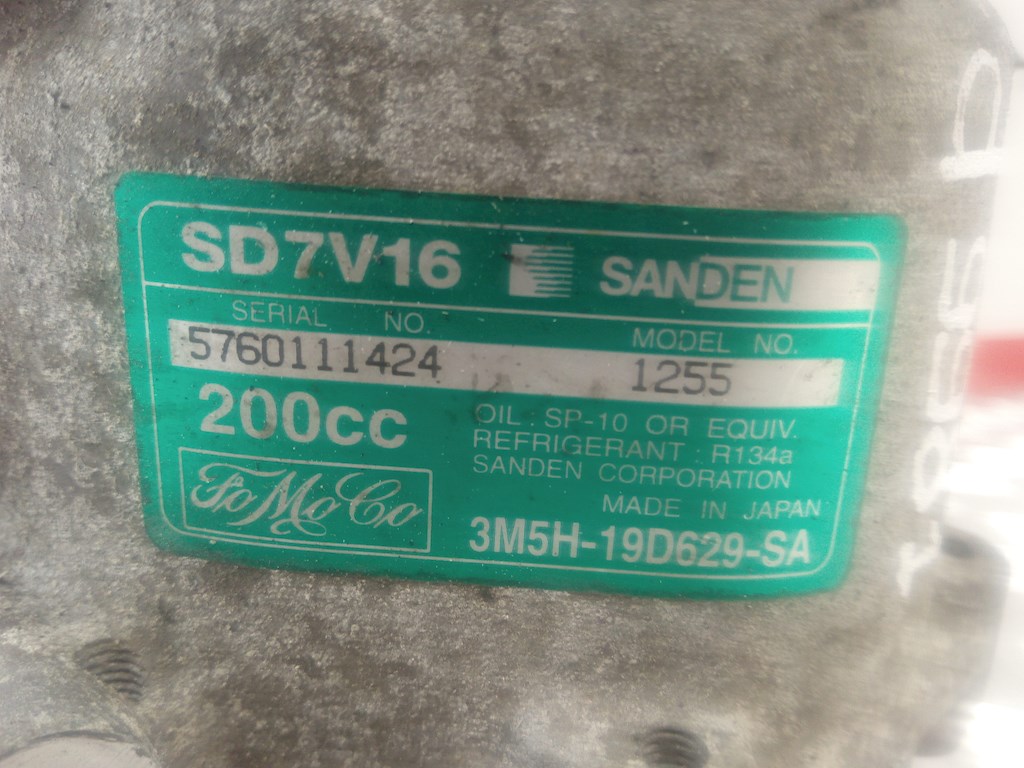 SD7V16 SANDEN
SERIAL NO. MODEL NO.
5760111424 1255
200cc
OIL : SP-10 OR EQUIV.
REFRIGERANT : R134a
SANDEN CORPORATION
MADE IN JAPAN
FoMoCo
3M5H-19D629-SA